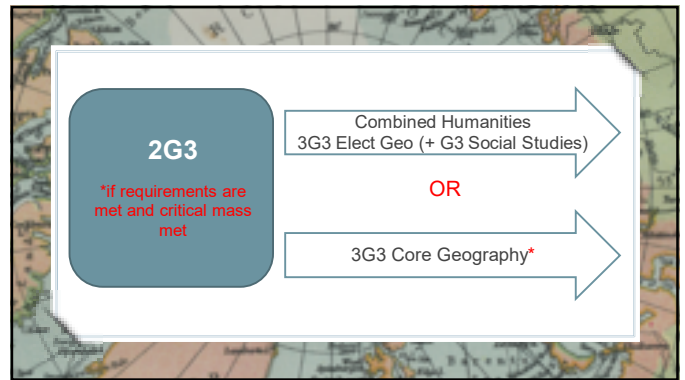 2G3
*if requirements are
met and critical mass
met
Combined Humanities
3G3 Elect Geo (+ G3 Social Studies)
OR
3G3 Core Geography*